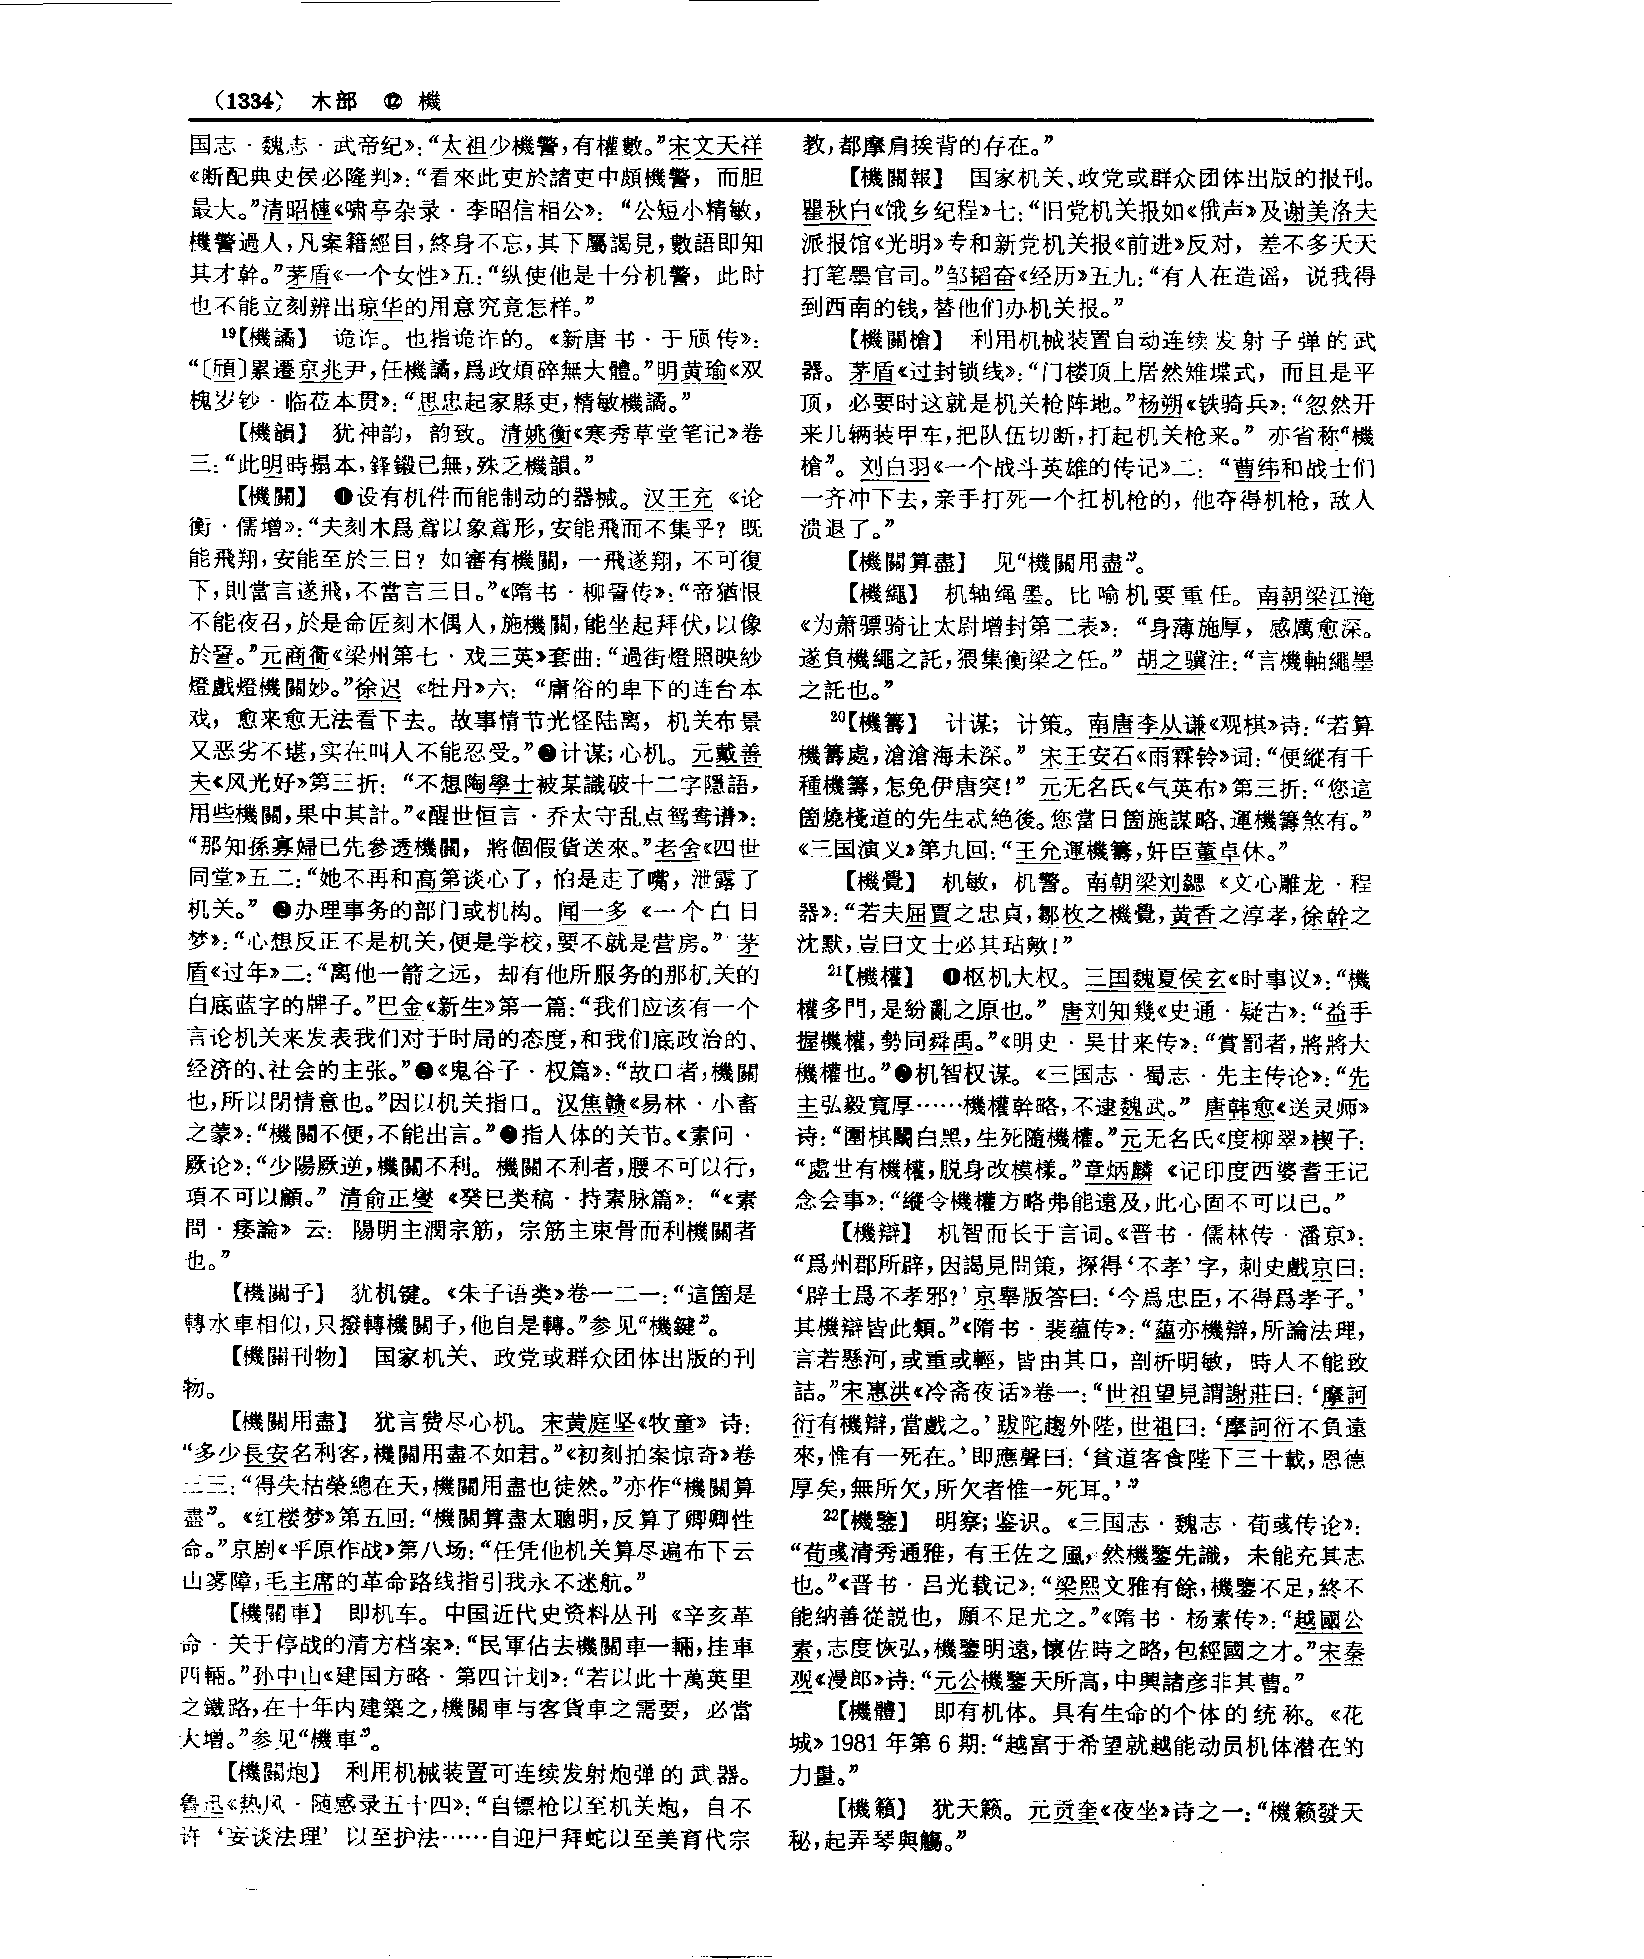 (1334) 木部 ⑫ 機
国志·魏志·武帝纪》：“太祖少機警，有權數。”宋文天祥
《断配典史侯必隆判》：“看來此吏於諸吏中頗機警，而胆
最大。”清昭槤《啸亭杂录·李昭信相公》：“公短小精敏，
機警過人，凡案籍經目，終身不忘，其下屬謁見，數語即知
其才幹。”茅盾《一个女性》五：“纵使他是十分机警，此时
也不能立刻辨出琼华的用意究竟怎样。”
¹⁹【機譎】 诡诈。也指诡诈的。《新唐书·于颀传》：
“〔頎〕累遷京兆尹，任機譎，爲政煩碎無大體。”明黄瑜《双
槐岁钞·临莅本贯》：“思忠起家縣吏，精敏機譎。”
【機韻】 犹神韵，韵致。清姚衡《寒秀草堂笔记》卷
三：“此明時搨本，鋒鍛已無，殊乏機韻。”
【機關】 ❶设有机件而能制动的器械。汉王充《论
衡·儒增》：“夫刻木爲鳶以象鳶形，安能飛而不集乎？既
能飛翔，安能至於三日？如審有機關，一飛遂翔，不可復
下，則當言遂飛，不當言三日。”《隋书·柳䛒传》：“帝猶恨
不能夜召，於是命匠刻木偶人，施機關，能坐起拜伏，以像
於䛒。”元商衟《梁州第七·戏三英》套曲：“過街燈照映紗
燈戲燈機關妙。”徐迟《牡丹》六：“庸俗的卑下的连台本
戏，愈来愈无法看下去。故事情节光怪陆离，机关布景
又恶劣不堪，实在叫人不能忍受。”❷计谋；心机。元戴善
夫《风光好》第三折：“不想陶學士被某識破十二字隱語，
用些機關，果中其計。”《醒世恒言·乔太守乱点鸳鸯谱》：
“那知孫寡婦已先參透機關，將個假貨送來。”老舍《四世
同堂》五二：“她不再和高第谈心了，怕是走了嘴，泄露了
机关。”❸办理事务的部门或机构。闻一多《一个白日
梦》：“心想反正不是机关，便是学校，要不就是营房。”茅
盾《过年》二：“离他一箭之远，却有他所服务的那机关的
白底蓝字的牌子。”巴金《新生》第一篇：“我们应该有一个
言论机关来发表我们对于时局的态度，和我们底政治的、
经济的、社会的主张。”❹《鬼谷子·权篇》：“故口者，機關
也，所以閉情意也。”因以机关指口。汉焦赣《易林·小畜
之蒙》：“機關不便，不能出言。”❺指人体的关节。《素问·
厥论》：“少陽厥逆，機關不利。機關不利者，腰不可以行，
項不可以顧。”清俞正燮《癸巳类稿·持素脉篇》：“《素
問·痿論》云：陽明主潤宗筋，宗筋主束骨而利機關者
也。”
【機關子】 犹机键。《朱子语类》卷一二一：“這箇是
轉水車相似，只撥轉機關子，他自是轉。”参见“機鍵”。
【機關刊物】 国家机关、政党或群众团体出版的刊
物。
【機關用盡】 犹言费尽心机。宋黄庭坚《牧童》诗：
“多少長安名利客，機關用盡不如君。”《初刻拍案惊奇》卷
三三：“得失枯榮總在天，機關用盡也徒然。”亦作“機關算
盡”。《红楼梦》第五回：“機關算盡太聰明，反算了卿卿性
命。”京剧《平原作战》第八场：“任凭他机关算尽遍布下云
山雾障，毛主席的革命路线指引我永不迷航。”
【機關車】 即机车。中国近代史资料丛刊《辛亥革
命·关于停战的清方档案》：“民軍佔去機關車一輛，挂車
四輛。”孙中山《建国方略·第四计划》：“若以此十萬英里
之鐵路，在十年内建築之，機關車与客貨車之需要，必當
大增。”参见“機車”。
【機關炮】 利用机械装置可连续发射炮弹的武器。
鲁迅《热风·随感录五十四》：“自镖枪以至机关炮，自不
许‘妄谈法理’以至护法……自迎尸拜蛇以至美育代宗
教，都摩肩挨背的存在。”
【機關報】 国家机关、政党或群众团体出版的报刊。
瞿秋白《饿乡纪程》七：“旧党机关报如《俄声》及谢美洛夫
派报馆《光明》专和新党机关报《前进》反对，差不多天天
打笔墨官司。”邹韬奋《经历》五九：“有人在造谣，说我得
到西南的钱，替他们办机关报。”
【機關槍】 利用机械装置自动连续发射子弹的武
器。茅盾《过封锁线》：“门楼顶上居然雉堞式，而且是平
顶，必要时这就是机关枪阵地。”杨朔《铁骑兵》：“忽然开
来几辆装甲车，把队伍切断，打起机关枪来。”亦省称“機
槍”。刘白羽《一个战斗英雄的传记》二：“曹纬和战士们
一齐冲下去，亲手打死一个扛机枪的，他夺得机枪，敌人
溃退了。”
【機關算盡】 见“機關用盡”。
【機繩】 机轴绳墨。比喻机要重任。南朝梁江淹
《为萧骠骑让太尉增封第二表》：“身薄施厚，感厲愈深。
遂負機繩之託，猥集衡梁之任。”胡之骥注：“言機軸繩墨
之託也。”
²⁰【機籌】 计谋；计策。南唐李从谦《观棋》诗：“若算
機籌處，滄滄海未深。”宋王安石《雨霖铃》词：“便縱有千
種機籌，怎免伊唐突！”元无名氏《气英布》第三折：“您這
箇燒棧道的先生忒絶後。您當日箇施謀略、運機籌煞有。”
《三国演义》第九回：“王允運機籌，奸臣董卓休。”
【機覺】 机敏，机警。南朝梁刘勰《文心雕龙·程
器》：“若夫屈賈之忠貞，鄒枚之機覺，黄香之淳孝，徐幹之
沈默，豈曰文士必其玷歟！”
²¹【機權】 ❶枢机大权。三国魏夏侯玄《时事议》：“機
權多門，是紛亂之原也。”唐刘知幾《史通·疑古》：“益手
握機權，勢同舜禹。”《明史·吴甘来传》：“賞罰者，將將大
機權也。”❷机智权谋。《三国志·蜀志·先主传论》：“先
主弘毅寬厚……機權幹略，不逮魏武。”唐韩愈《送灵师》
诗：“圍棋鬭白黑，生死隨機權。”元无名氏《度柳翠》楔子：
“處世有機權，脱身改模樣。”章炳麟《记印度西婆耆王记
念会事》：“縱令機權方略弗能遠及，此心固不可以已。”
【機辯】 机智而长于言词。《晋书·儒林传·潘京》：
“爲州郡所辟，因謁見問策，探得‘不孝’字，刺史戲京曰：
‘辟士爲不孝邪？’京舉版答曰：‘今爲忠臣，不得爲孝子。’
其機辯皆此類。”《隋书·裴蕴传》：“藴亦機辯，所論法理，
言若懸河，或重或輕，皆由其口，剖析明敏，時人不能致
詰。”宋惠洪《冷斋夜话》卷一：“世祖望見謂謝莊曰：‘摩訶
衍有機辯，當戲之。’跋陀趨外陛，世祖曰：‘摩訶衍不負遠
來，惟有一死在。’即應聲曰：‘貧道客食陛下三十載，恩德
厚矣，無所欠，所欠者惟一死耳。’”
²²【機鑒】 明察；鉴识。《三国志·魏志·荀彧传论》：
“荀彧清秀通雅，有王佐之風，然機鑒先識，未能充其志
也。”《晋书·吕光载记》：“梁熙文雅有餘，機鑒不足，終不
能納善從説也，願不足尤之。”《隋书·杨素传》：“越國公
素，志度恢弘，機鑒明遠，懷佐時之略，包經國之才。”宋秦
观《漫郎》诗：“元公機鑒天所高，中興諸彦非其曹。”
【機體】 即有机体。具有生命的个体的统称。《花
城》1981年第6期：“越富于希望就越能动员机体潜在的
力量。”
【機籟】 犹天籁。元贡奎《夜坐》诗之一：“機籁發天
秘，起弄琴與觴。”